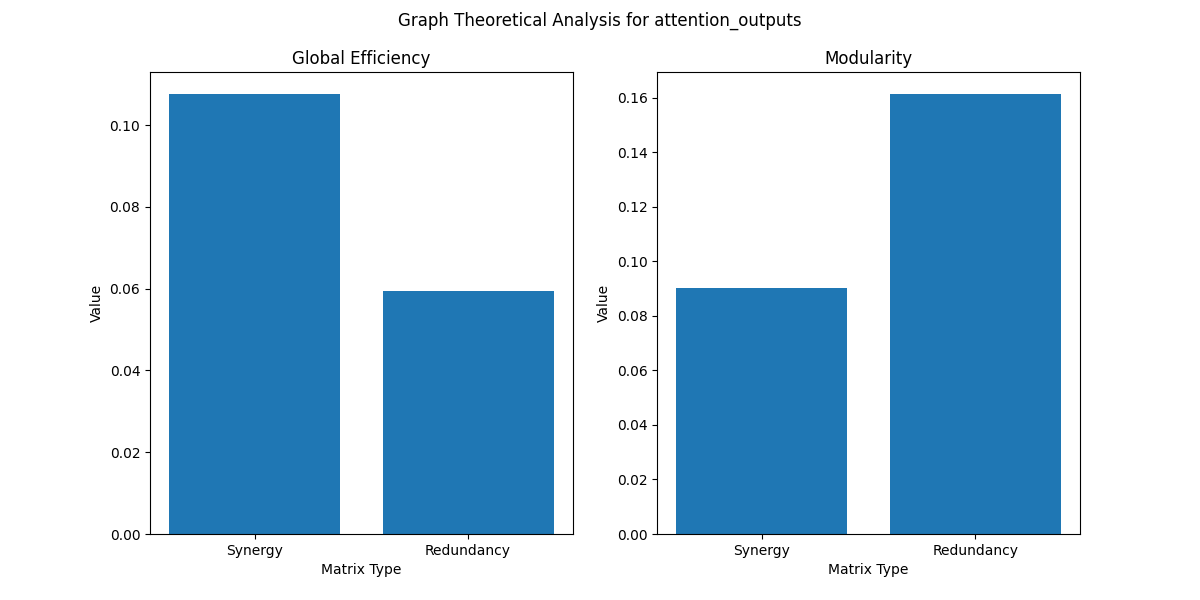 Graph Theoretical Analysis for attention_outputs
Global Efficiency
Value
0.10
0.08
0.06
0.04
0.02
0.00
Synergy
Redundancy
Matrix Type
Modularity
Value
0.16
0.14
0.12
0.10
0.08
0.06
0.04
0.02
0.00
Synergy
Redundancy
Matrix Type